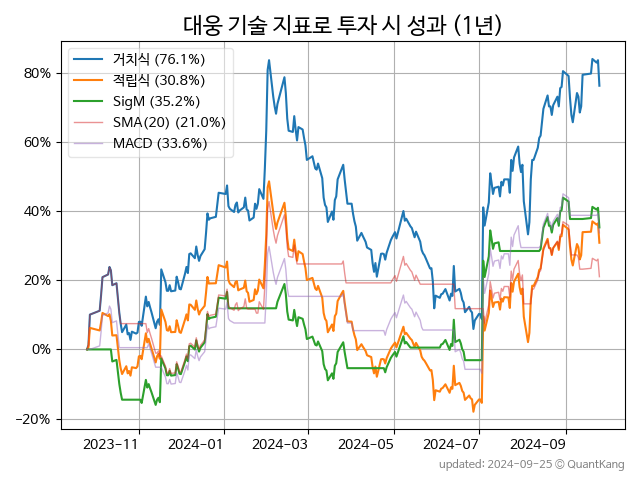 대웅 기술 지표로 투자 시 성과 (1년)
거치식 (76.1%)
적립식 (30.8%)
SigM (35.2%)
SMA(20) (21.0%)
MACD (33.6%)
80%
60%
40%
20%
0%
−20%
2023−11
2024−01
2024−03
2024−05
2024−07
2024−09
updated: 2024−09−25 ⓒ QuantKang